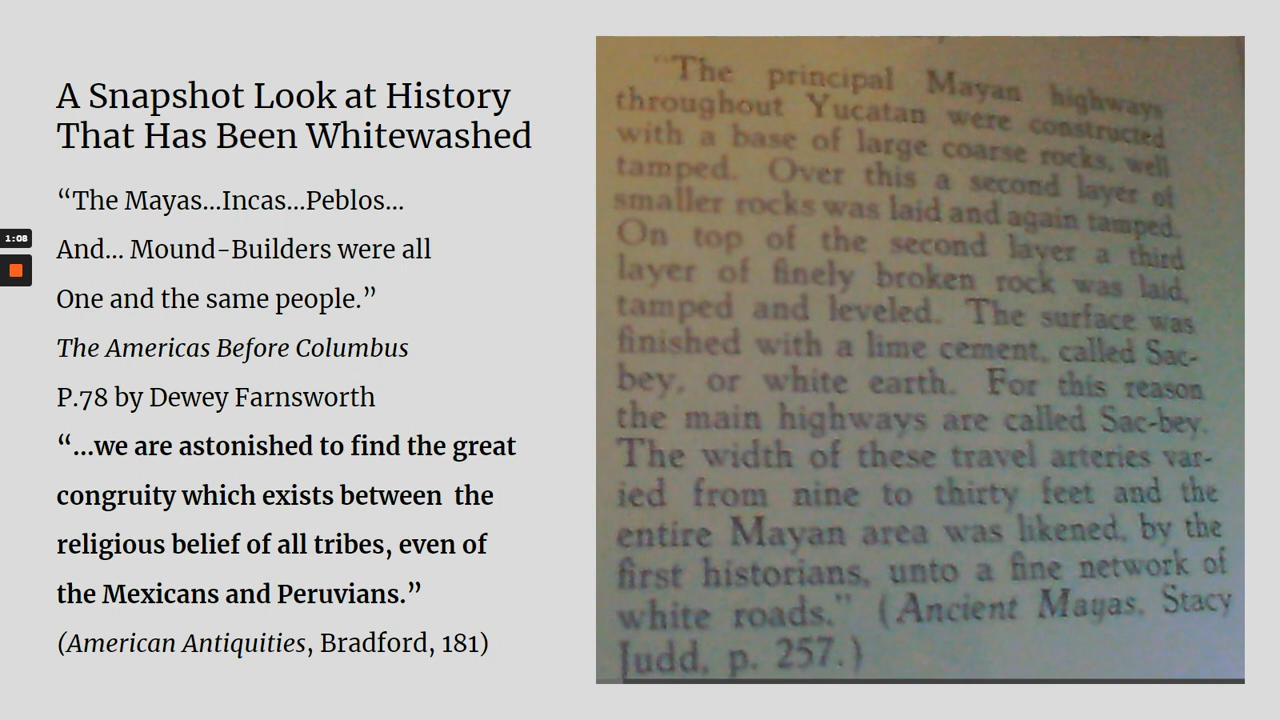 A Snapshot Look at History
That Has Been Whitewashed
“The Mayas...Incas...Peblos...
And... Mound-Builders were all
One and the same people.”
The Americas Before Columbus
P.78 by Dewey Farnsworth
“...we are astonished to find the great
congruity which exists between the
religious belief of all tribes, even of
the Mexicans and Peruvians.”
(American Antiquities, Bradford, 181)
1:08
"The principal Mayan highways
throughout Yucatan were constructed
with a base of large coarse rocks, well
tamped. Over this a second layer of
smaller rocks was laid and again tamped.
On top of the second layer a third
layer of finely broken rock was laid,
tamped and leveled. The surface was
finished with a lime cement, called Sac-
bey, or white earth. For this reason
the main highways are called Sac-bey.
The width of these travel arteries var-
ied from nine to thirty feet and the
entire Mayan area was likened, by the
first historians, unto a fine network of
white roads." (Ancient Mayas, Stacy
Judd, p. 257.)